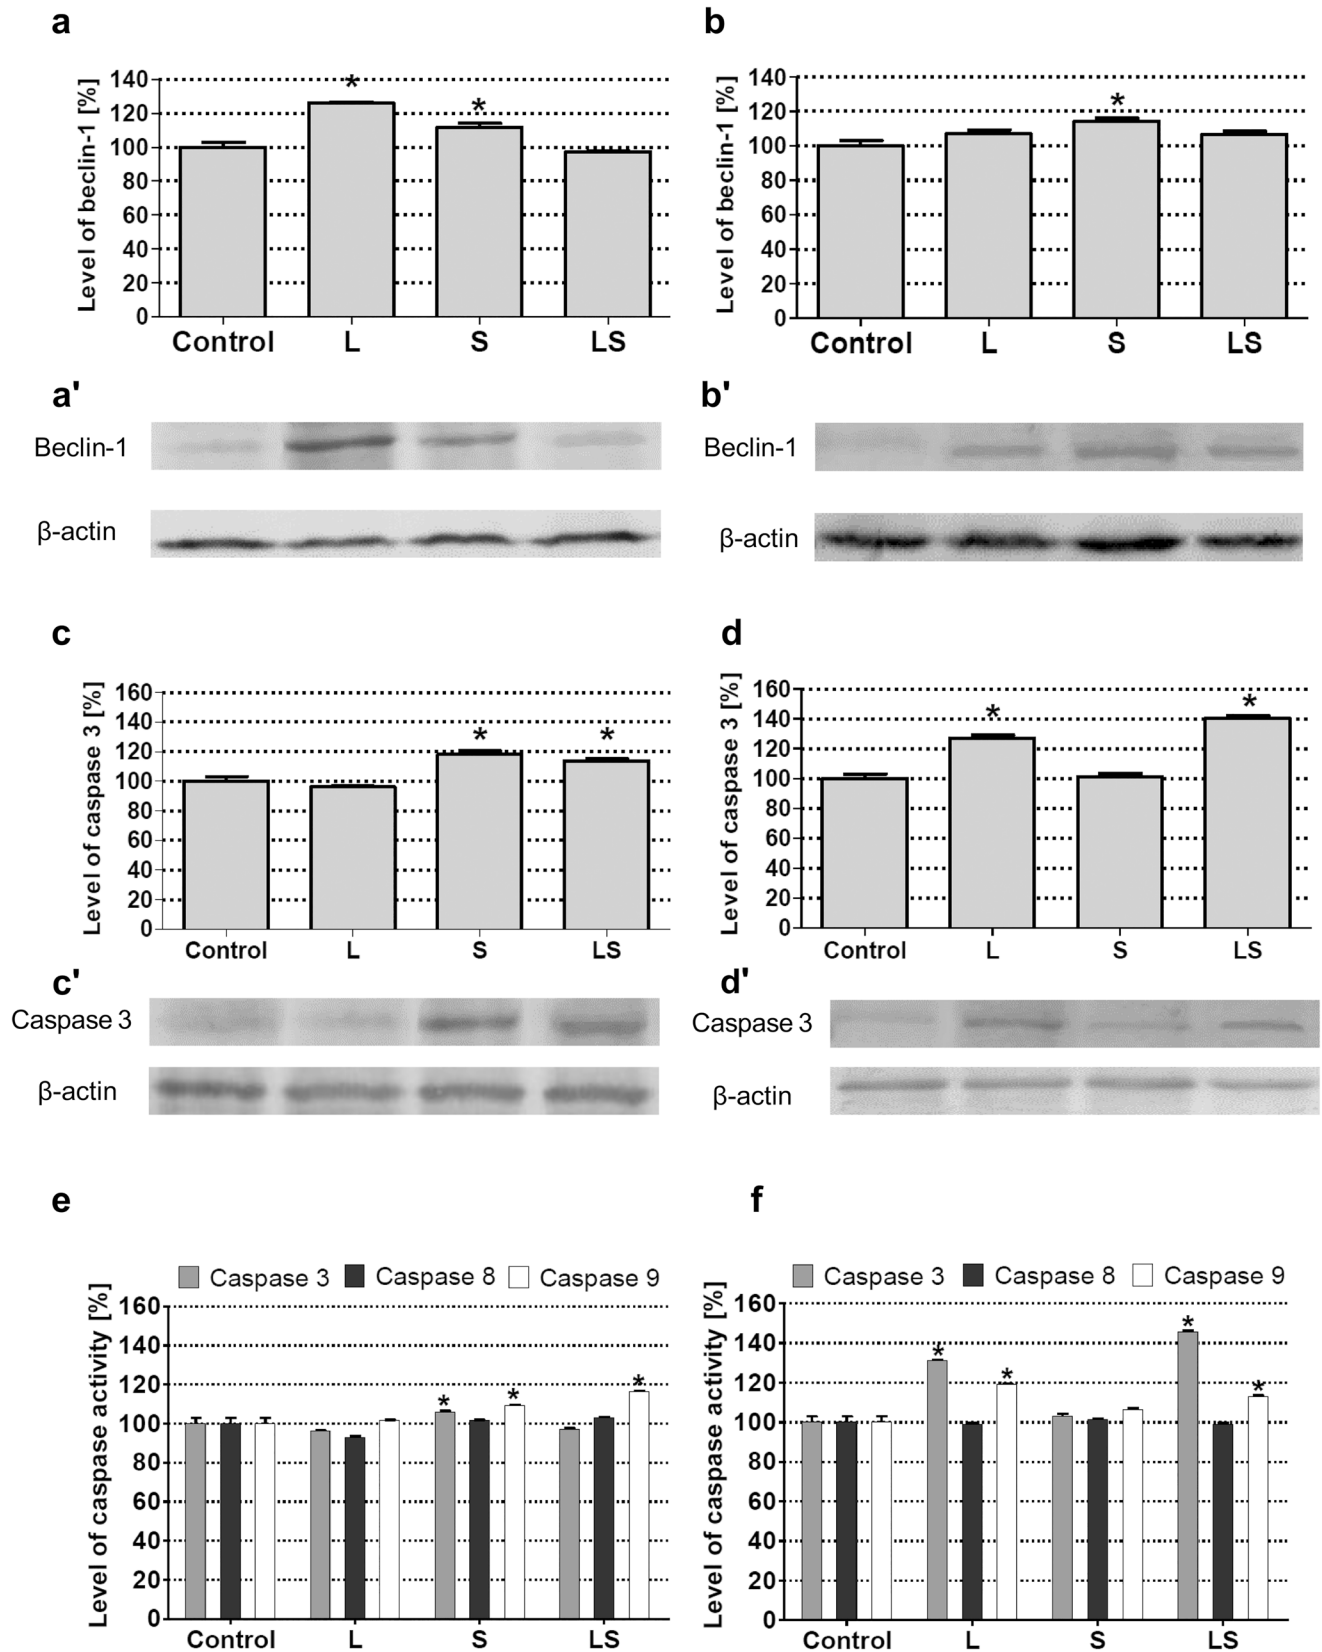 a
Level of beclin-1 [%]
140
120
100
80
60
40
20
0
*
*
Control L S LS
b
Level of beclin-1 [%]
140
120
100
80
60
40
20
0
*
Control L S LS
a'
Beclin-1
β-actin
b'
Beclin-1
β-actin
c
Level of caspase 3 [%]
160
140
120
100
80
60
40
20
0
*
*
Control L S LS
d
Level of caspase 3 [%]
160
140
120
100
80
60
40
20
0
*
*
Control L S LS
c'
Caspase 3
β-actin
d'
Caspase 3
β-actin
e
Caspase 3 Caspase 8 Caspase 9
Level of caspase activity [%]
160
140
120
100
80
60
40
20
0
*
*
*
Control L S LS
f
Caspase 3 Caspase 8 Caspase 9
Level of caspase activity [%]
160
140
120
100
80
60
40
20
0
*
*
*
*
Control L S LS